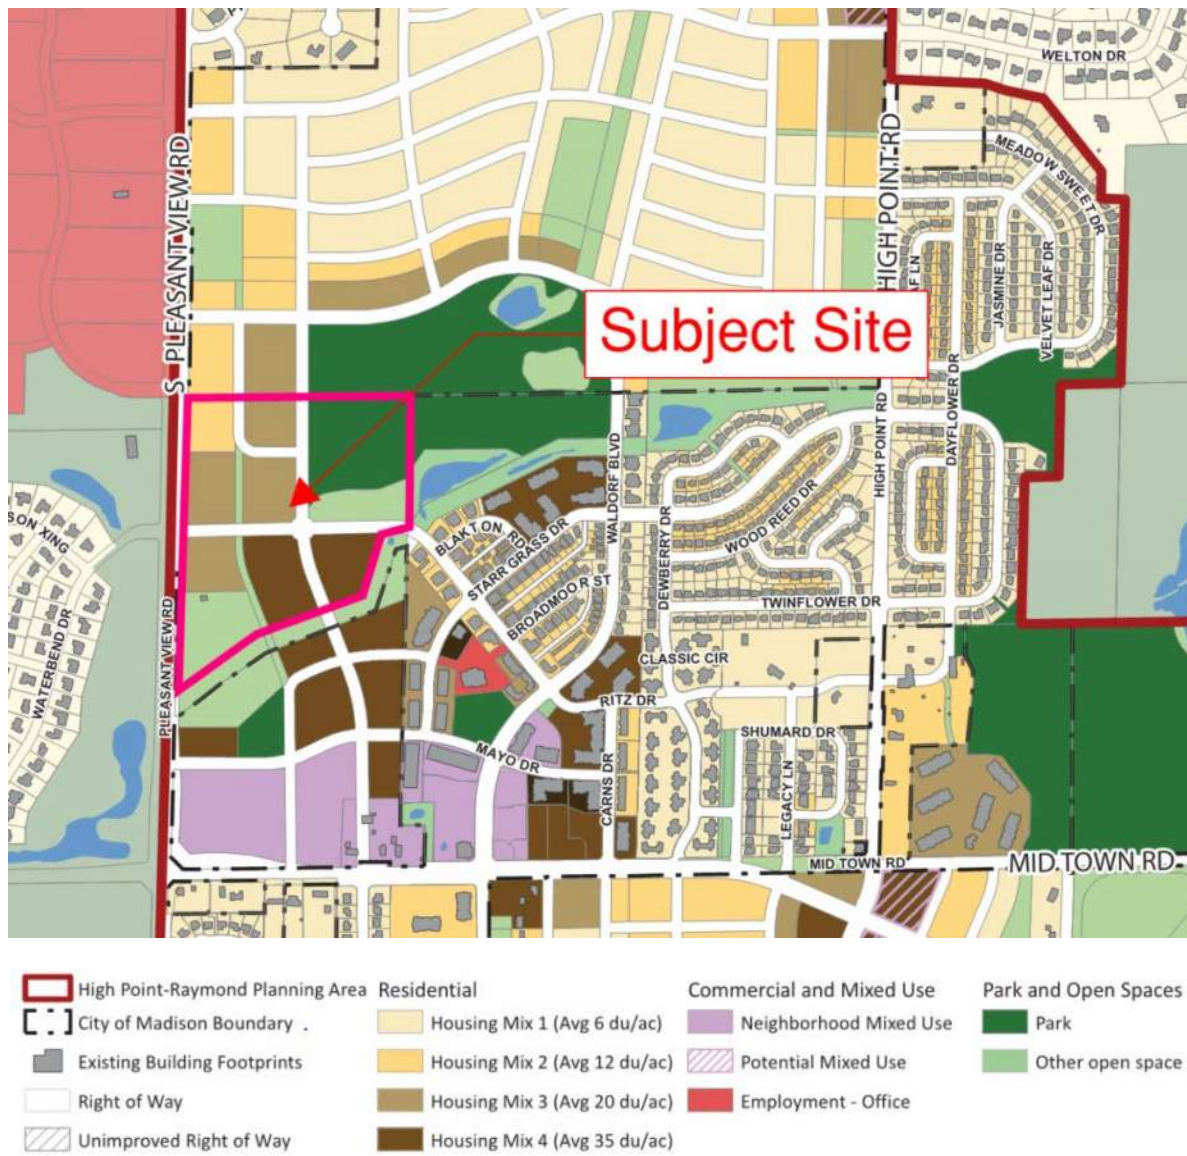 WELTON DR
S PLEASANT VIEW RD
HIGH POINT RD
MEADOW SWEET DR
JASMINE DR
VELVET LEAF DR
AF LN
Subject Site
DAYFLOWER DR
WALDORF BLVD
HIGH POINT RD
SON XING
BLAKTON RD
STARR GRASS DR
WOOD REED DR
DEWBERRY DR
BROADMOOR ST
TWINFLOWER DR
WATERBEND DR
PLEASANT VIEW RD
CLASSIC CIR
RITZ DR
SHUMARD DR
MAYO DR
CARNS DR
LEGACY LN
MID TOWN RD
MID TOWN RD
High Point-Raymond Planning Area
City of Madison Boundary
Existing Building Footprints
Right of Way
Unimproved Right of Way
Residential
Housing Mix 1 (Avg 6 du/ac)
Housing Mix 2 (Avg 12 du/ac)
Housing Mix 3 (Avg 20 du/ac)
Housing Mix 4 (Avg 35 du/ac)
Commercial and Mixed Use
Neighborhood Mixed Use
Potential Mixed Use
Employment - Office
Park and Open Spaces
Park
Other open space